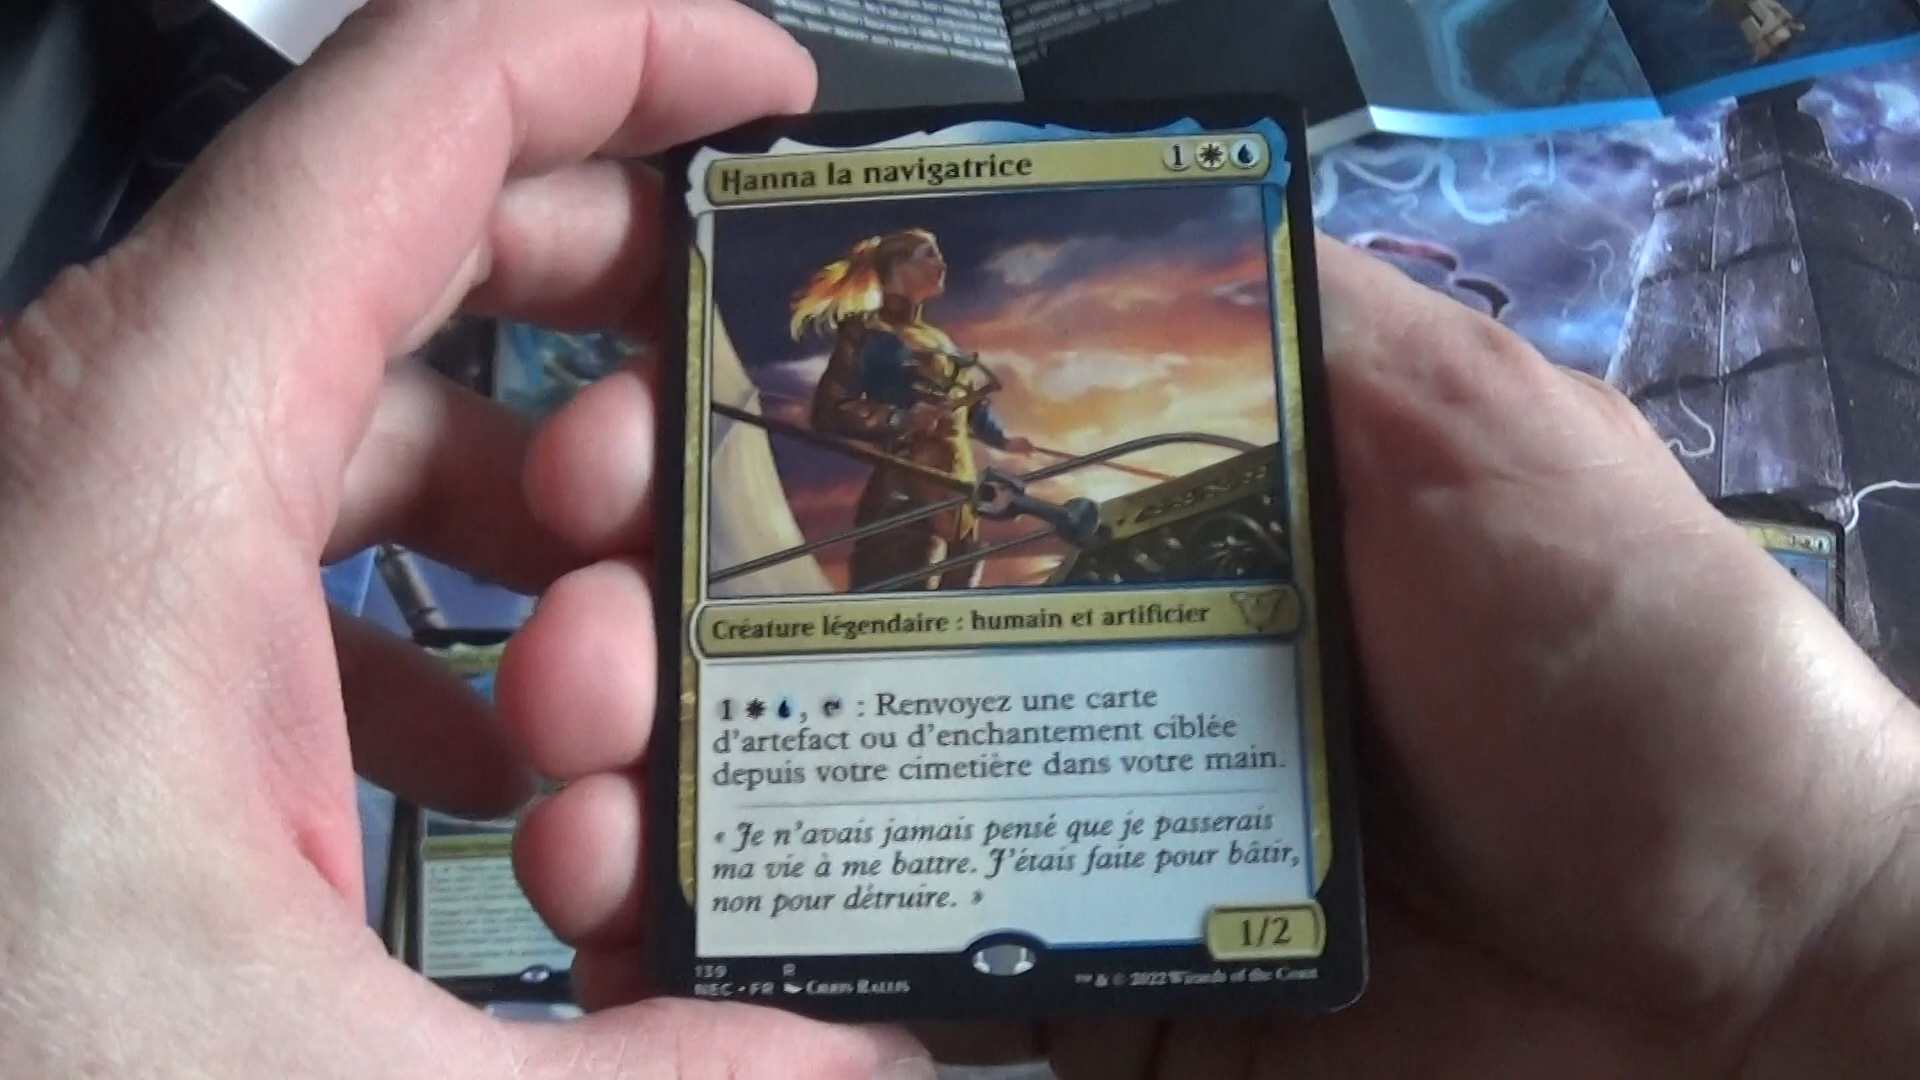 Hanna la navigatrice
1
Créature légendaire : humain et artificier
1 , : Renvoyez une carte
d'artefact ou d'enchantement ciblée
depuis votre cimetière dans votre main.
« Je n'avais jamais pensé que je passerais
ma vie à me battre. J'étais faite pour bâtir,
non pour détruire. »
1/2
139 R
NEC • FR Chris Rallis
™ & © 2022 Wizards of the Coast